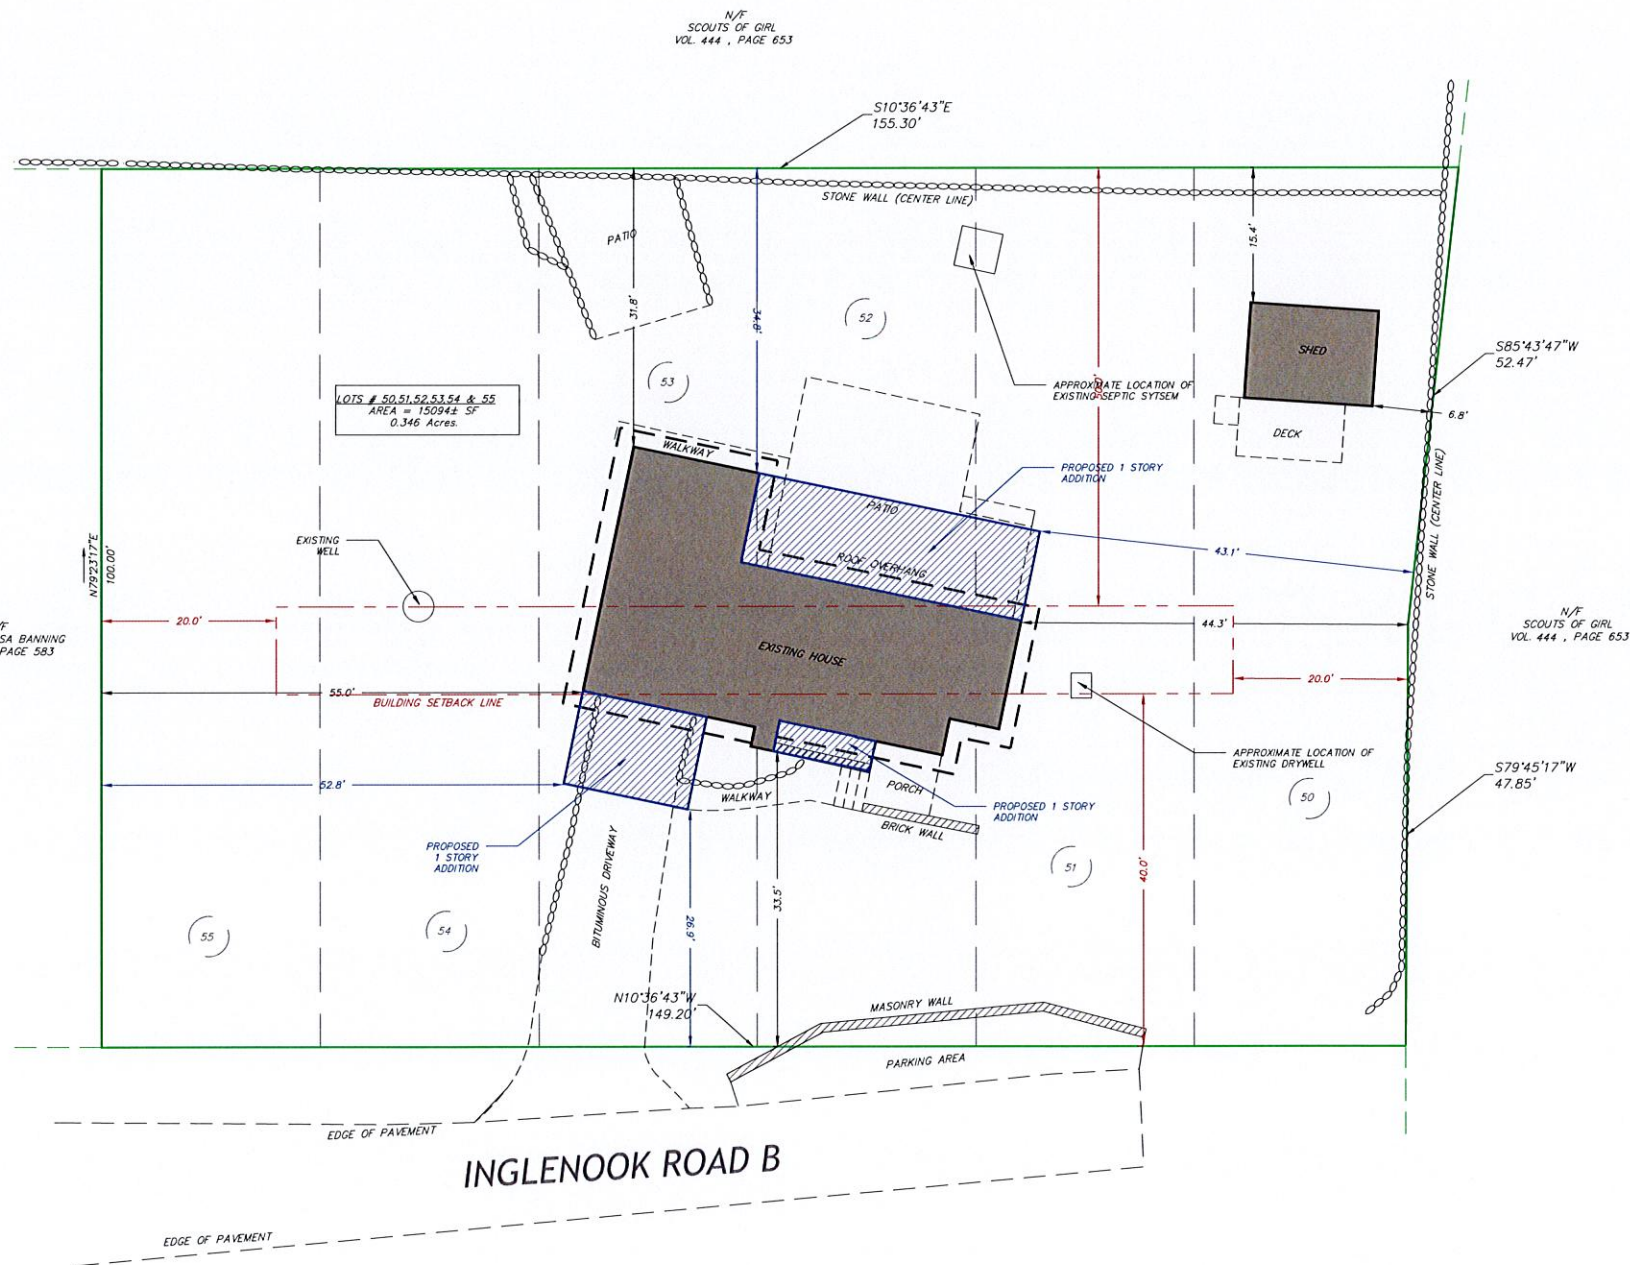 N/F
SCOUTS OF GIRL
VOL. 444 , PAGE 653
S10°36'43"E
155.30'
STONE WALL (CENTER LINE)
PATIO
15.4'
31.8'
34.8'
52
SHED
S85°43'47"W
52.47'
53
APPROXIMATE LOCATION OF
EXISTING SEPTIC SYTSEM
LOTS # 50,51,52,53,54 & 55
AREA = 15094± SF
0.346 Acres.
6.8'
DECK
WALKWAY
PROPOSED 1 STORY
ADDITION
PATIO
STONE WALL (CENTER LINE)
EXISTING
WELL
N79°23'17"E
100.00'
43.1'
ROOF OVERHANG
20.0'
44.3'
N/F
SCOUTS OF GIRL
VOL. 444 , PAGE 653
SA BANNING
PAGE 583
EXISTING HOUSE
20.0'
55.0'
BUILDING SETBACK LINE
APPROXIMATE LOCATION OF
EXISTING DRYWELL
S79°45'17"W
47.85'
52.8'
WALKWAY
PORCH
50
PROPOSED 1 STORY
ADDITION
BRICK WALL
PROPOSED
1 STORY
ADDITION
BITUMINOUS DRIVEWAY
51
40.0'
33.5'
26.9'
55
54
N10°36'43"W
149.20'
MASONRY WALL
PARKING AREA
EDGE OF PAVEMENT
INGLENOOK ROAD B
EDGE OF PAVEMENT